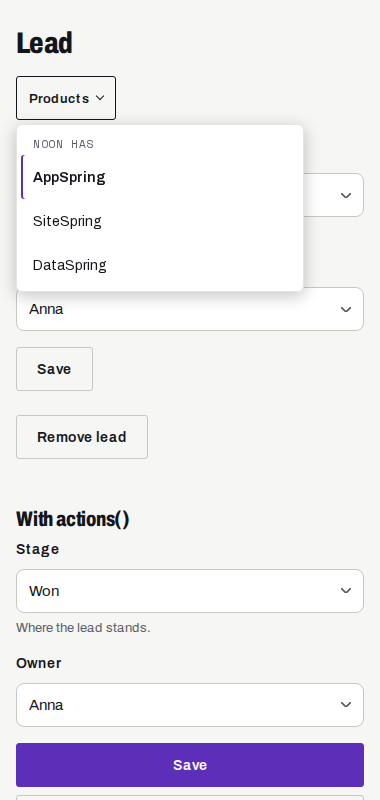 Lead
Products
NOON HAS
AppSpring
SiteSpring
DataSpring
Anna
Save
Remove lead
With actions()
Stage
Won
Where the lead stands.
Owner
Anna
Save